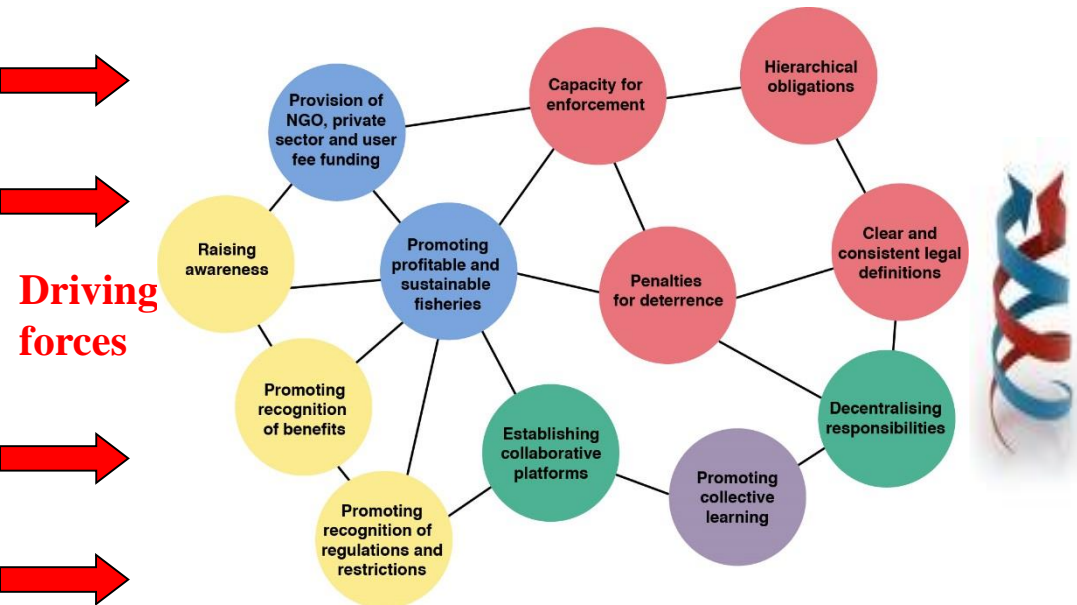 Provision of
NGO, private
sector and user
fee funding
Capacity for
enforcement
Hierarchical
obligations
Raising
awareness
Promoting
profitable and
sustainable
fisheries
Penalties
for deterrence
Clear and
consistent legal
definitions
Driving
forces
Promoting
recognition
of benefits
Establishing
collaborative
platforms
Decentralising
responsibilities
Promoting
collective
learning
Promoting
recognition of
regulations and
restrictions